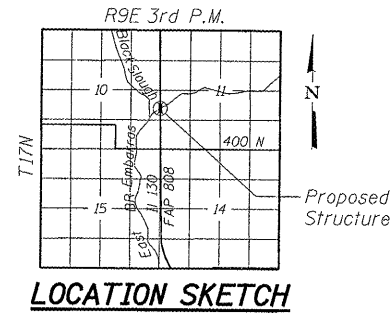 R9E 3rd P.M.
Black Slough
10
11
N
T17N
400 N
BR Embarras
Proposed
Structure
15
Il 130
FAP 808
14
East
LOCATION SKETCH